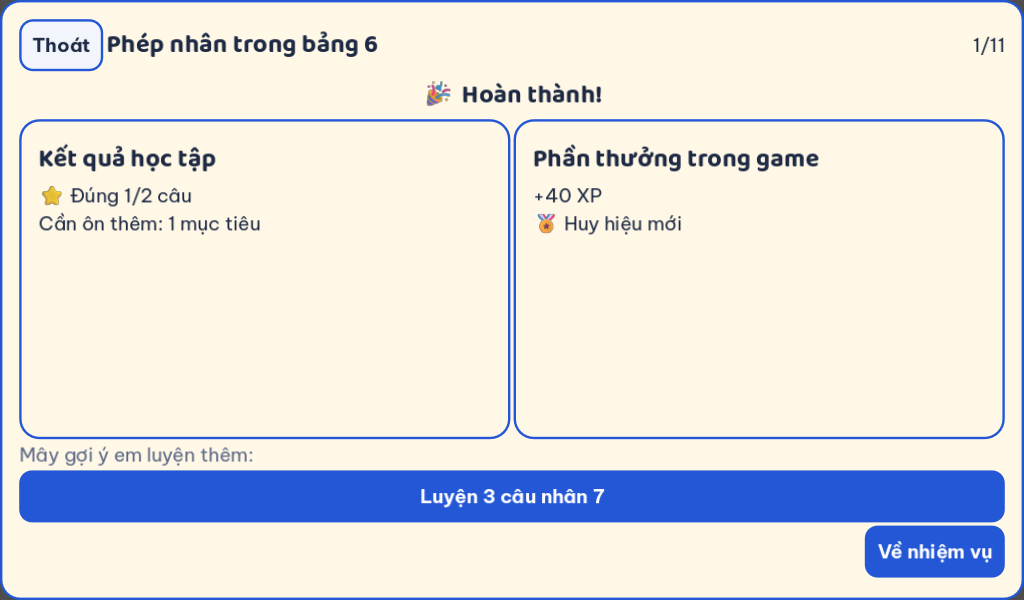 Thoát
Phép nhân trong bảng 6
1/11
🎉 Hoàn thành!
Kết quả học tập
⭐ Đúng 1/2 câu
Cần ôn thêm: 1 mục tiêu
Phần thưởng trong game
+40 XP
🏅 Huy hiệu mới
Mây gợi ý em luyện thêm:
Luyện 3 câu nhân 7
Về nhiệm vụ